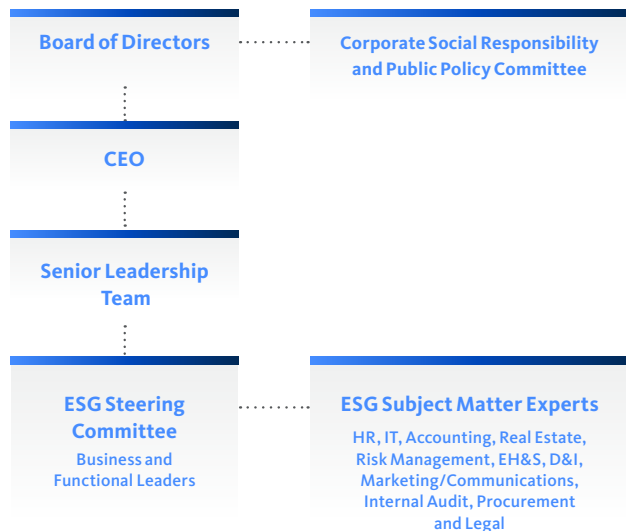 Board of Directors
Corporate Social Responsibility
and Public Policy Committee
CEO
Senior Leadership
Team
ESG Steering
Committee
Business and
Functional Leaders
ESG Subject Matter Experts
HR, IT, Accounting, Real Estate,
Risk Management, EH&S, D&I,
Marketing/Communications,
Internal Audit, Procurement
and Legal